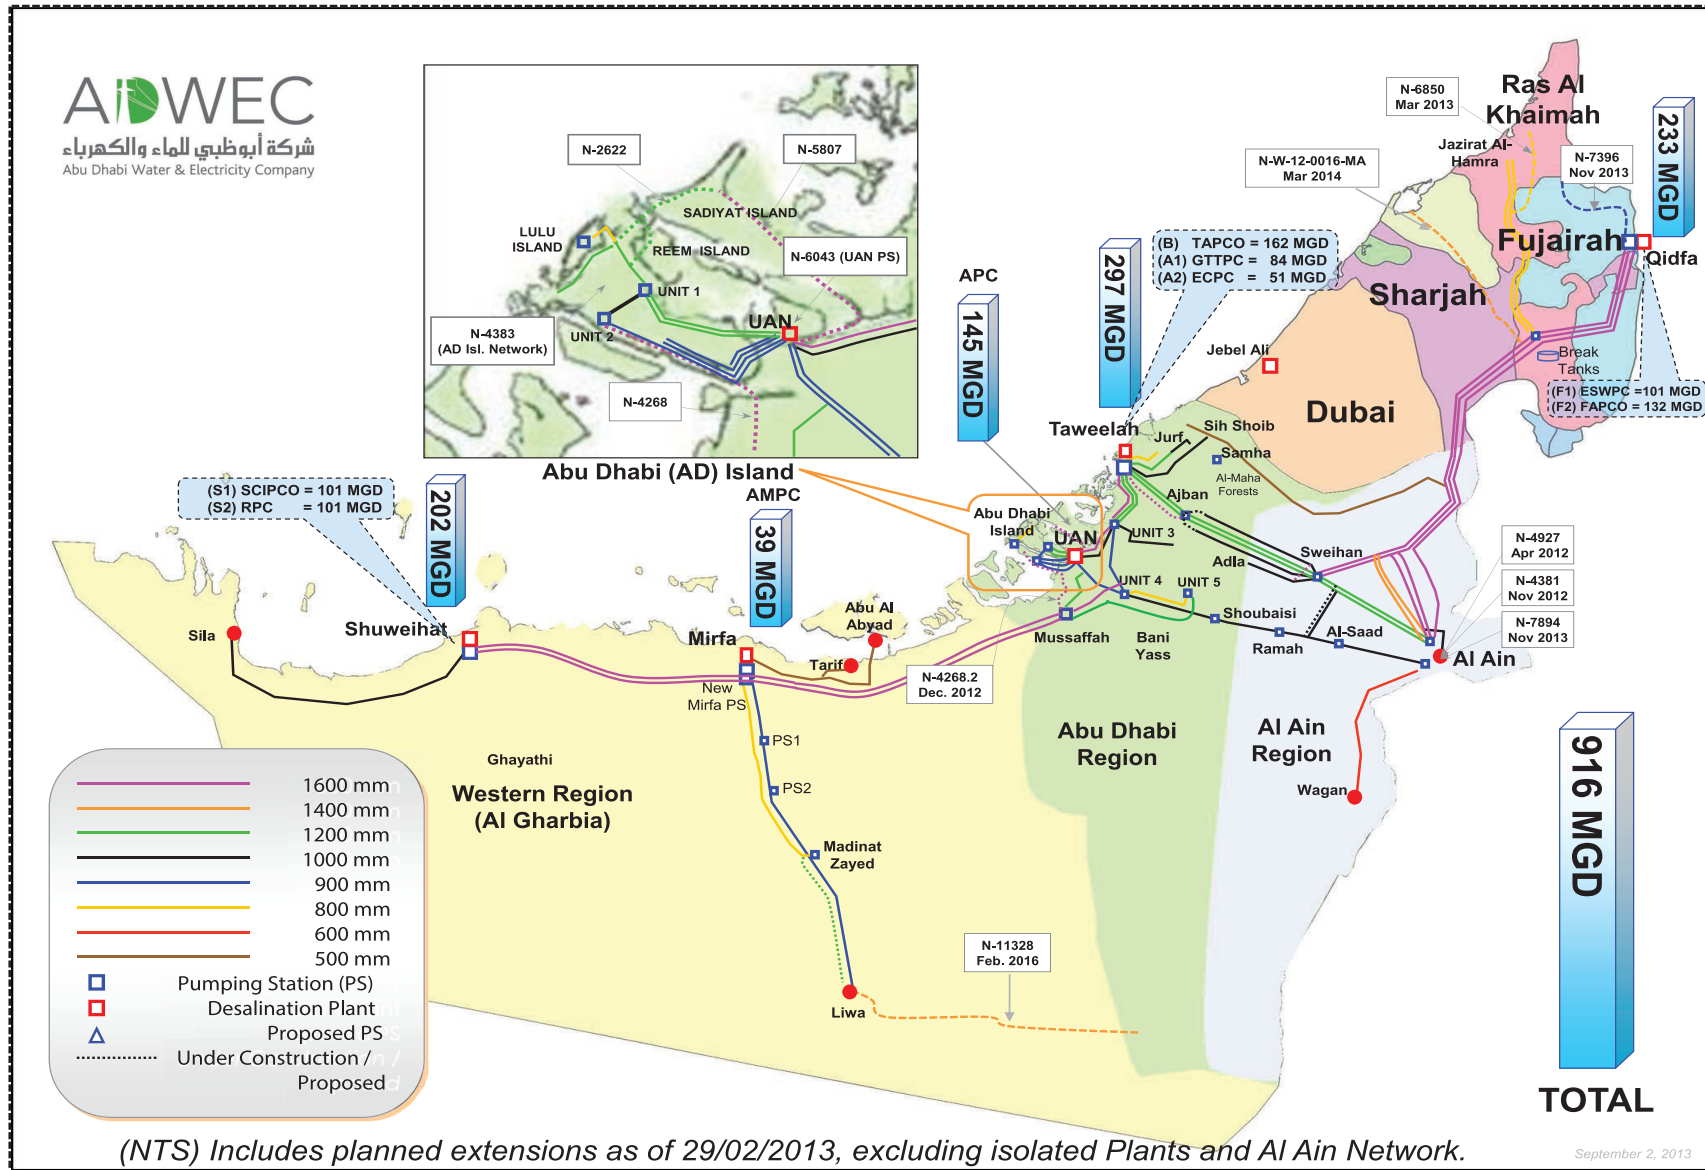 ADWEC
شركة أبوظبي للماء والكهرباء
Abu Dhabi Water & Electricity Company
N-2622
N-5807
SADIYAT ISLAND
LULU
ISLAND
REEM ISLAND
N-6043 (UAN PS)
UNIT 1
UAN
N-4383
(AD Isl. Network)
UNIT 2
N-4268
Abu Dhabi (AD) Island
N-6850
Mar 2013
Ras Al
Khaimah
Jazirat Al-
Hamra
N-W-12-0016-MA
Mar 2014
N-7396
Nov 2013
233 MGD
Fujairah
Qidfa
Sharjah
(B) TAPCO = 162 MGD
(A1) GTTPC = 84 MGD
(A2) ECPC = 51 MGD
297 MGD
APC
145 MGD
Jebel Ali
Break
Tanks
(F1) ESWPC =101 MGD
(F2) FAPCO = 132 MGD
Dubai
Taweelah
Jurf
Sih Shoib
Samha
Al-Maha
Forests
Ajban
(S1) SCIPCO = 101 MGD
(S2) RPC = 101 MGD
202 MGD
AMPC
39 MGD
Abu Dhabi
Island
UAN
UNIT 3
Adla
Sweihan
N-4927
Apr 2012
N-4381
Nov 2012
N-7894
Nov 2013
UNIT 4
UNIT 5
Shoubaisi
Ramah
Al-Saad
Al Ain
Sila
Shuweihat
Mirfa
Abu Al
Abyad
Tarif
Mussaffah
Bani
Yass
N-4268.2
Dec. 2012
New
Mirfa PS
PS1
PS2
Ghayathi
Western Region
(Al Gharbia)
Madinat
Zayed
Abu Dhabi
Region
Al Ain
Region
Wagan
N-11328
Feb. 2016
Liwa
1600 mm
1400 mm
1200 mm
1000 mm
900 mm
800 mm
600 mm
500 mm
Pumping Station (PS)
Desalination Plant
Proposed PS
Under Construction /
Proposed
916 MGD
TOTAL
(NTS) Includes planned extensions as of 29/02/2013, excluding isolated Plants and Al Ain Network.
September 2, 2013